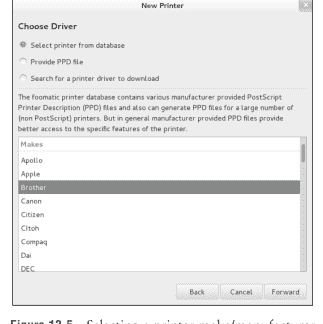 New Printer
Choose Driver
Select printer from database
Provide PPD file
Search for a printer driver to download
The foomatic printer database contains various manufacturer provided PostScript
Printer Description (PPD) files and also can generate PPD files for a large number of
(non PostScript) printers. But in general manufacturer provided PPD files provide
better access to the specific features of the printer.
Makes
Apollo
Apple
Brother
Canon
Citizen
CItoh
Compaq
Dai
DEC
Back Cancel Forward
Figure 12-5 Selecting a printer make/manufacturer